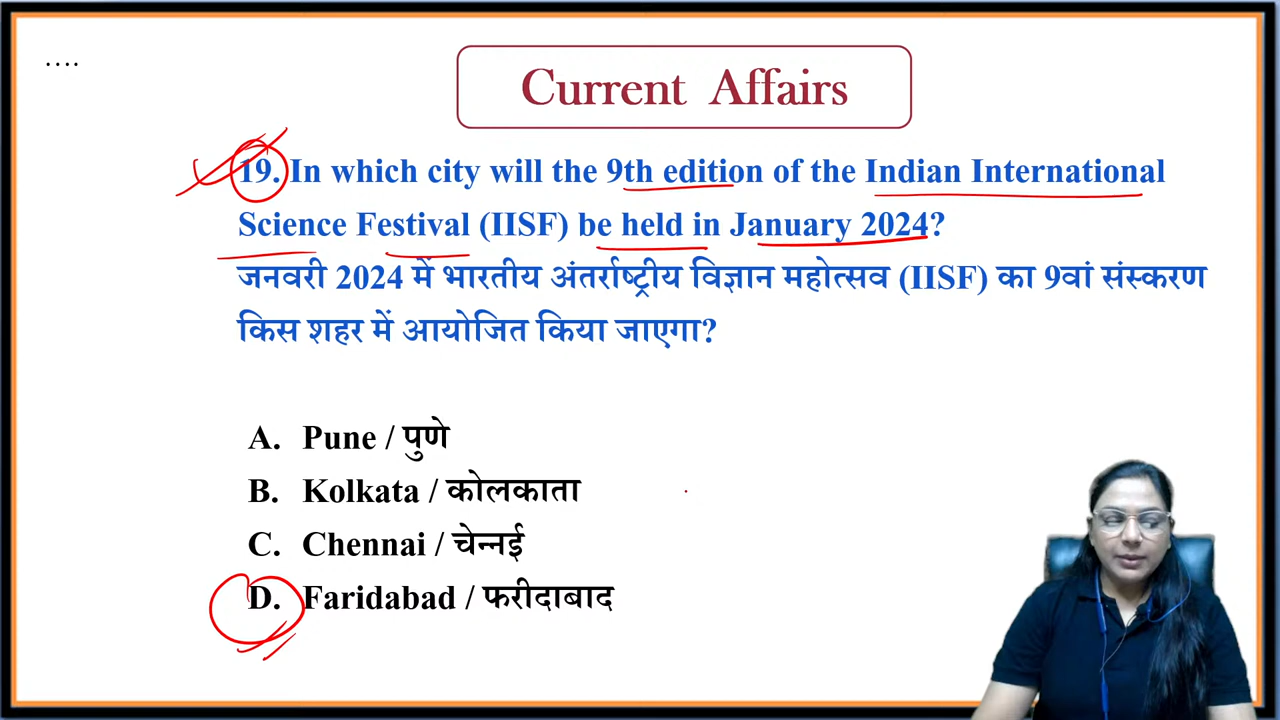 ....
Current Affairs
19. In which city will the 9th edition of the Indian International
Science Festival (IISF) be held in January 2024?
जनवरी 2024 में भारतीय अंतर्राष्ट्रीय विज्ञान महोत्सव (IISF) का 9वां संस्करण
किस शहर में आयोजित किया जाएगा?
A. Pune / पुणे
B. Kolkata / कोलकाता
C. Chennai / चेन्नई
D. Faridabad / फरीदाबाद